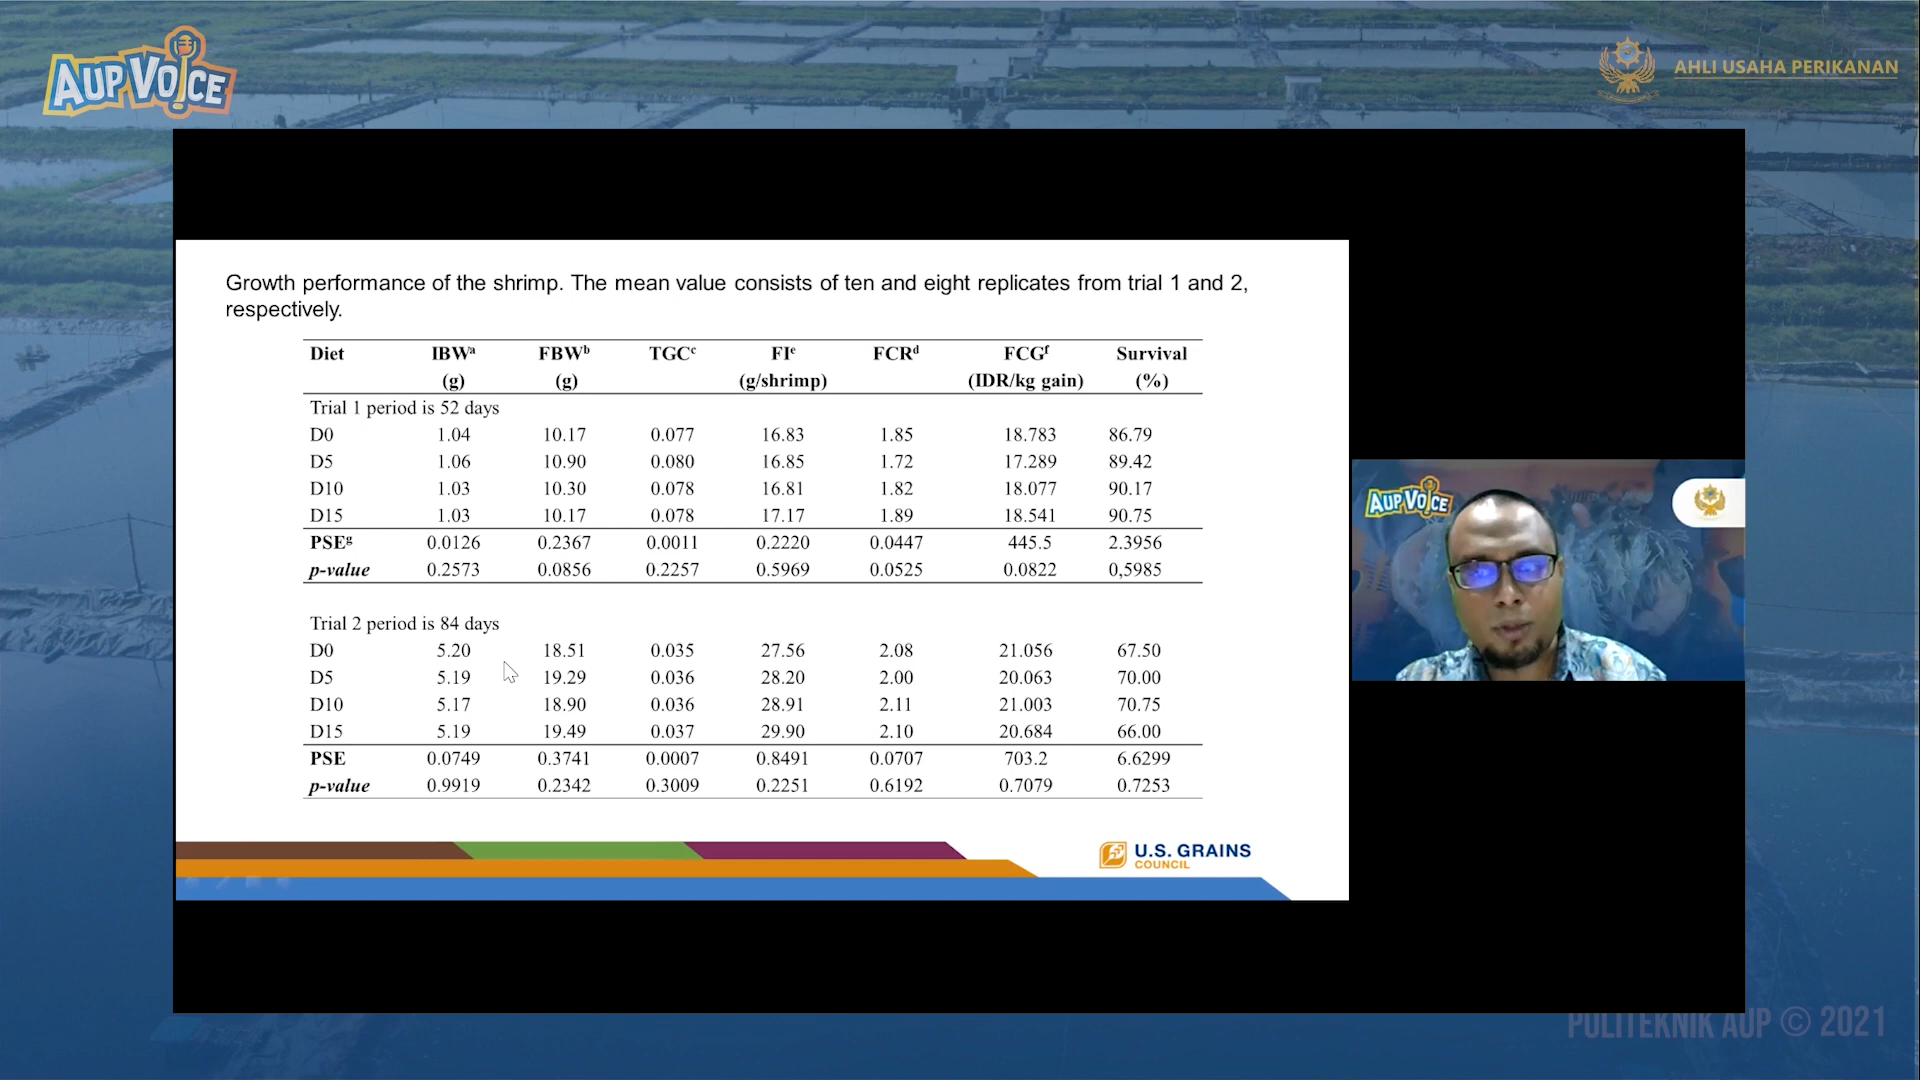 AUP VOICE
AHLI USAHA PERIKANAN
Growth performance of the shrimp. The mean value consists of ten and eight replicates from trial 1 and 2,
respectively.
Diet IBWᵃ FBWᵇ TGCᶜ FIᵉ FCRᵈ FCGᶠ Survival
(g) (g) (g/shrimp) (IDR/kg gain) (%)
Trial 1 period is 52 days
D0 1.04 10.17 0.077 16.83 1.85 18.783 86.79
D5 1.06 10.90 0.080 16.85 1.72 17.289 89.42
D10 1.03 10.30 0.078 16.81 1.82 18.077 90.17
D15 1.03 10.17 0.078 17.17 1.89 18.541 90.75
PSEᵍ 0.0126 0.2367 0.0011 0.2220 0.0447 445.5 2.3956
p-value 0.2573 0.0856 0.2257 0.5969 0.0525 0.0822 0,5985
Trial 2 period is 84 days
D0 5.20 18.51 0.035 27.56 2.08 21.056 67.50
D5 5.19 19.29 0.036 28.20 2.00 20.063 70.00
D10 5.17 18.90 0.036 28.91 2.11 21.003 70.75
D15 5.19 19.49 0.037 29.90 2.10 20.684 66.00
PSE 0.0749 0.3741 0.0007 0.8491 0.0707 703.2 6.6299
p-value 0.9919 0.2342 0.3009 0.2251 0.6192 0.7079 0.7253
U.S. GRAINS
COUNCIL
AUP VOICE
POLITEKNIK AUP © 2021